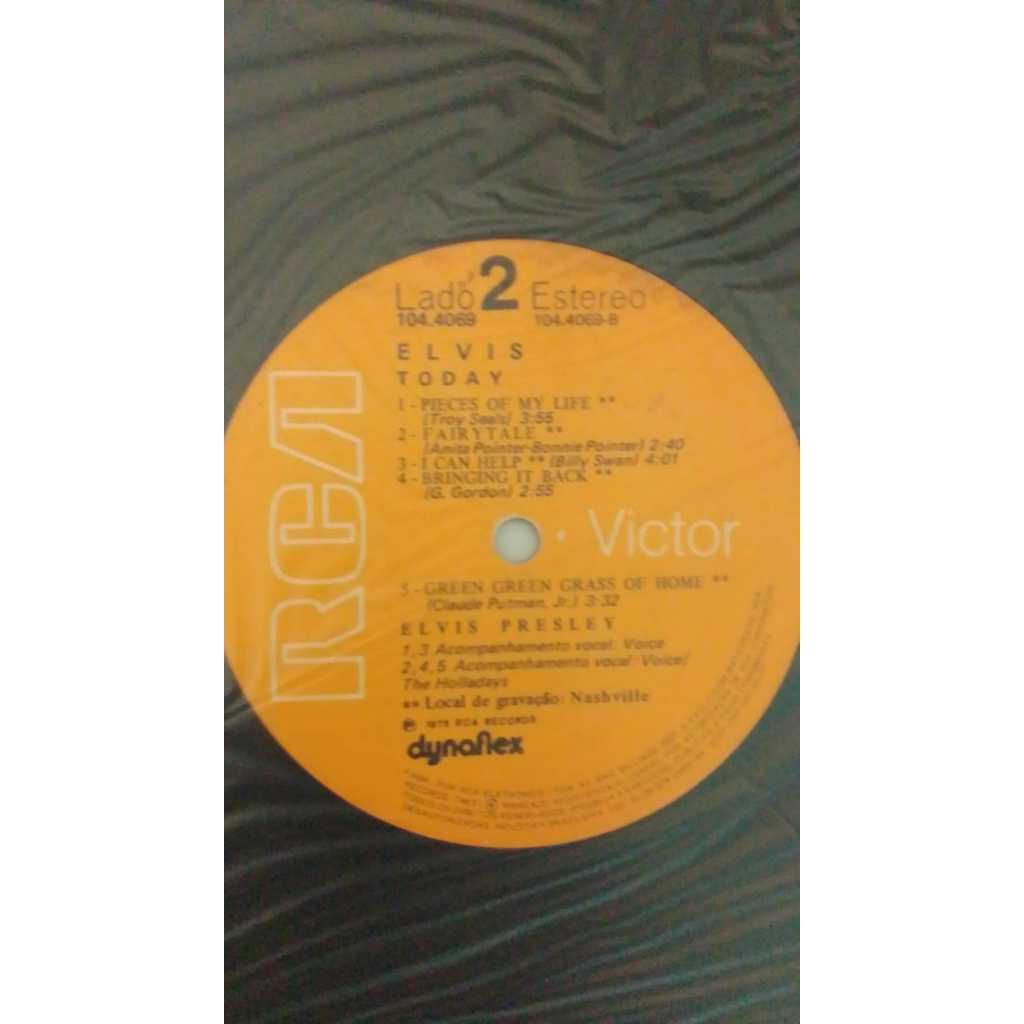 Lado 2 Estereo
104.4069 104.4069-B
ELVIS
TODAY
1 - PIECES OF MY LIFE **
(Troy Seals) 3:55
2 - FAIRYTALE **
(Anita Pointer-Bonnie Pointer) 2:40
3 - I CAN HELP ** (Billy Swan) 4:01
4 - BRINGING IT BACK **
(G. Gordon) 2:55
RCA Victor
5 - GREEN GREEN GRASS OF HOME **
(Claude Putman, Jr.) 3:32
ELVIS PRESLEY
1, 3 Acompanhamento vocal: Voice
2, 4, 5 Acompanhamento vocal: Voice/
The Holladays
** Local de gravação: Nashville
℗ 1975 RCA RECORDS
dynaflex